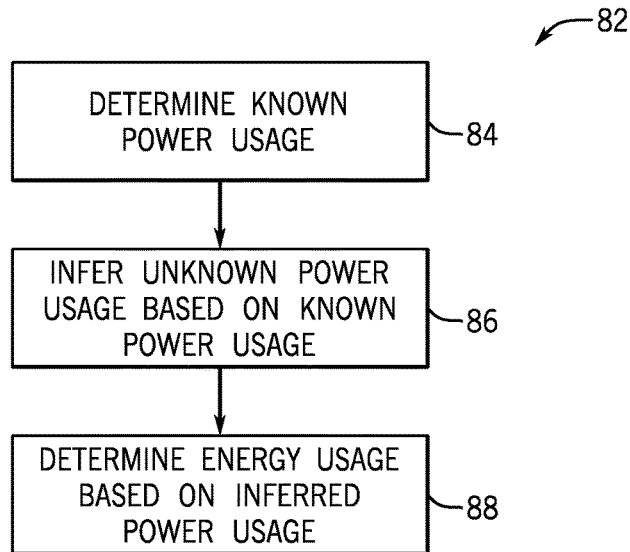 82
DETERMINE KNOWN
POWER USAGE
84
INFER UNKNOWN POWER
USAGE BASED ON KNOWN
POWER USAGE
86
DETERMINE ENERGY USAGE
BASED ON INFERRED
POWER USAGE
88